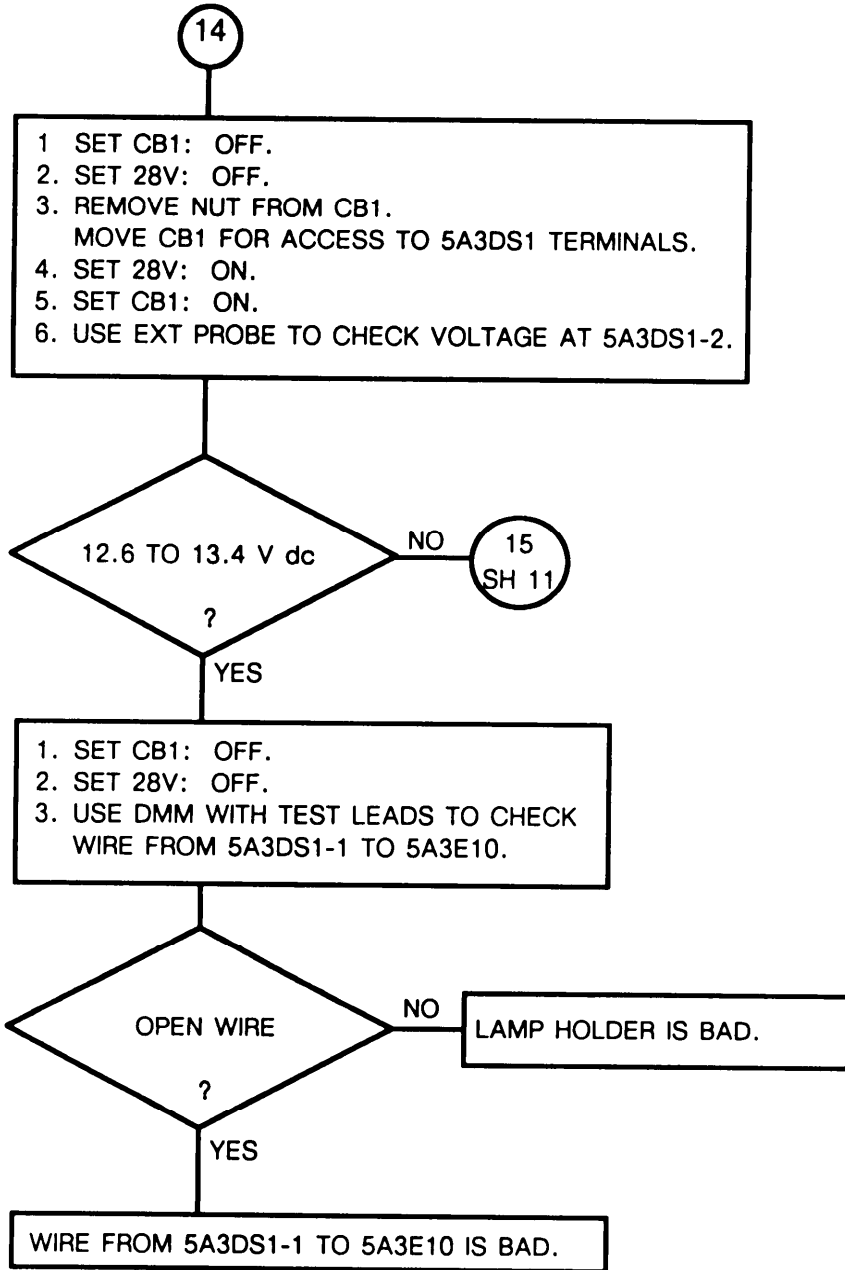 14
1 SET CB1: OFF.
2. SET 28V: OFF.
3. REMOVE NUT FROM CB1.
MOVE CB1 FOR ACCESS TO 5A3DS1 TERMINALS.
4. SET 28V: ON.
5. SET CB1: ON.
6. USE EXT PROBE TO CHECK VOLTAGE AT 5A3DS1-2.
12.6 TO 13.4 V dc
?
NO
15
SH 11
YES
1. SET CB1: OFF.
2. SET 28V: OFF.
3. USE DMM WITH TEST LEADS TO CHECK
WIRE FROM 5A3DS1-1 TO 5A3E10.
OPEN WIRE
?
NO
LAMP HOLDER IS BAD.
YES
WIRE FROM 5A3DS1-1 TO 5A3E10 IS BAD.